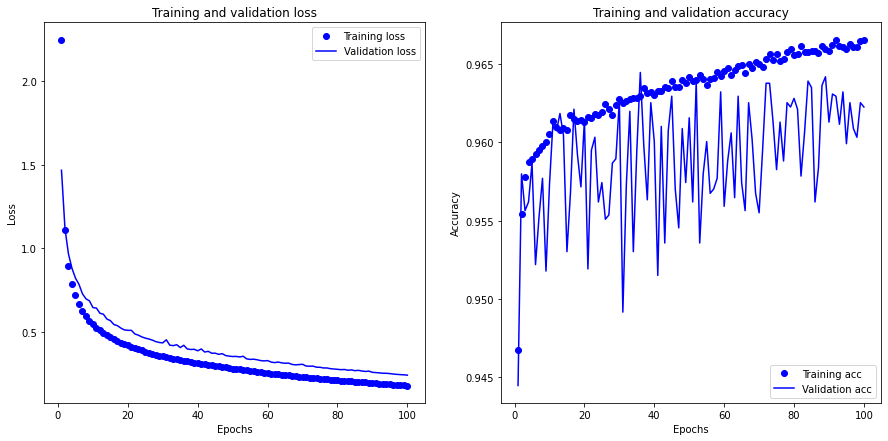 Training and validation loss
Training loss
Validation loss
2.0
1.5
1.0
0.5
Loss
0
20
40
60
80
100
Epochs
Training and validation accuracy
0.965
0.960
0.955
0.950
0.945
Accuracy
Training acc
Validation acc
0
20
40
60
80
100
Epochs